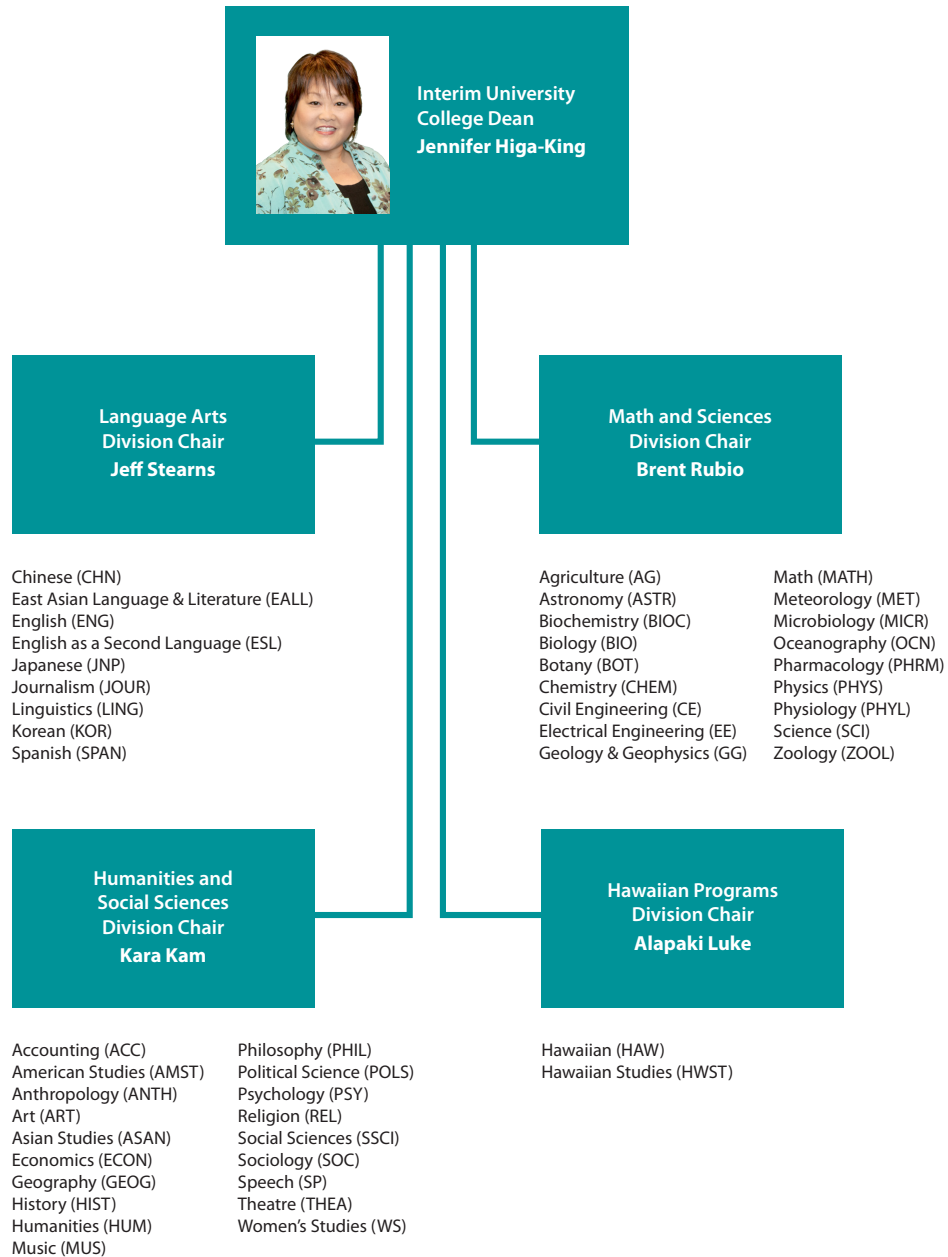 Interim University
College Dean
Jennifer Higa-King
Language Arts
Division Chair
Jeff Stearns
Chinese (CHN)
East Asian Language & Literature (EALL)
English (ENG)
English as a Second Language (ESL)
Japanese (JNP)
Journalism (JOUR)
Linguistics (LING)
Korean (KOR)
Spanish (SPAN)
Math and Sciences
Division Chair
Brent Rubio
Agriculture (AG)
Astronomy (ASTR)
Biochemistry (BIOC)
Biology (BIO)
Botany (BOT)
Chemistry (CHEM)
Civil Engineering (CE)
Electrical Engineering (EE)
Geology & Geophysics (GG)
Math (MATH)
Meteorology (MET)
Microbiology (MICR)
Oceanography (OCN)
Pharmacology (PHRM)
Physics (PHYS)
Physiology (PHYL)
Science (SCI)
Zoology (ZOOL)
Humanities and
Social Sciences
Division Chair
Kara Kam
Accounting (ACC)
American Studies (AMST)
Anthropology (ANTH)
Art (ART)
Asian Studies (ASAN)
Economics (ECON)
Geography (GEOG)
History (HIST)
Humanities (HUM)
Music (MUS)
Philosophy (PHIL)
Political Science (POLS)
Psychology (PSY)
Religion (REL)
Social Sciences (SSCI)
Sociology (SOC)
Speech (SP)
Theatre (THEA)
Women’s Studies (WS)
Hawaiian Programs
Division Chair
Alapaki Luke
Hawaiian (HAW)
Hawaiian Studies (HWST)